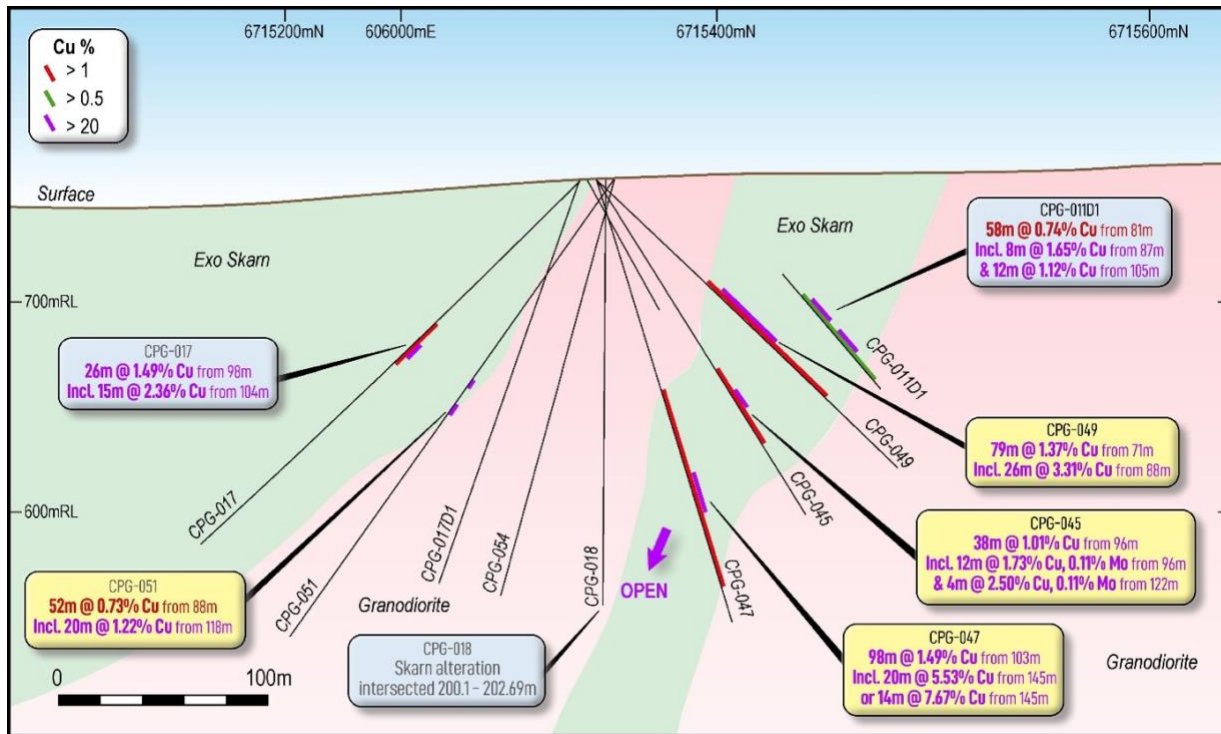 6715200mN
606000mE
6715400mN
6715600mN
Cu %
> 1
> 0.5
> 20
Surface
Exo Skarn
Exo Skarn
CPG-011D1
58m @ 0.74% Cu from 81m
Incl. 8m @ 1.65% Cu from 87m
& 12m @ 1.12% Cu from 105m
700mRL
CPG-017
26m @ 1.49% Cu from 98m
Incl. 15m @ 2.36% Cu from 104m
CPG-011D1
CPG-049
79m @ 1.37% Cu from 71m
Incl. 26m @ 3.31% Cu from 88m
CPG-049
600mRL
CPG-017
CPG-017D1
CPG-054
CPG-018
CPG-045
CPG-045
38m @ 1.01% Cu from 96m
Incl. 12m @ 1.73% Cu, 0.11% Mo from 96m
& 4m @ 2.50% Cu, 0.11% Mo from 122m
CPG-051
52m @ 0.73% Cu from 88m
Incl. 20m @ 1.22% Cu from 118m
CPG-051
Granodiorite
OPEN
CPG-047
CPG-018
Skarn alteration
intersected 200.1 - 202.69m
CPG-047
98m @ 1.49% Cu from 103m
Incl. 20m @ 5.53% Cu from 145m
or 14m @ 7.67% Cu from 145m
Granodiorite
0
100m